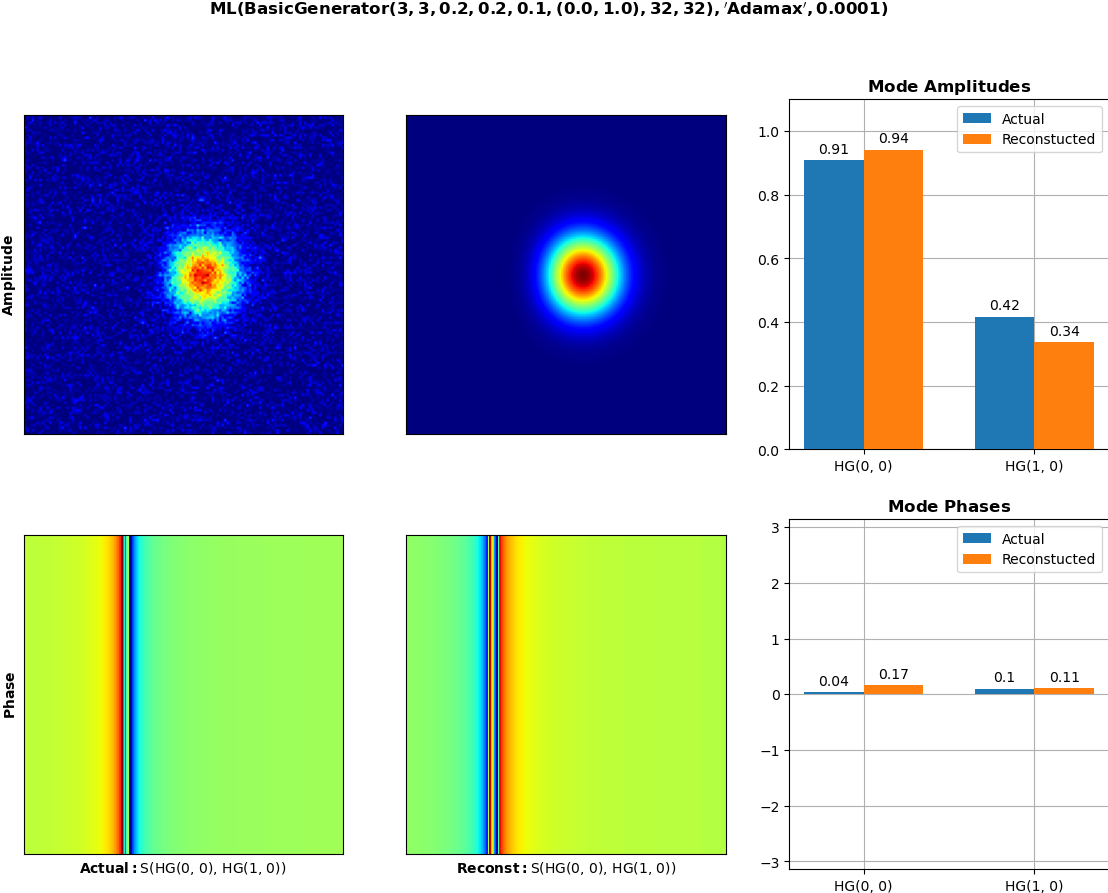 ML(BasicGenerator(3, 3, 0.2, 0.2, 0.1, (0.0, 1.0), 32, 32), ′Adamax′, 0.0001)
Amplitude
Mode Amplitudes
Actual
Reconstucted
1.0
0.8
0.6
0.4
0.2
0.0
0.91
0.94
0.42
0.34
HG(0, 0)
HG(1, 0)
Phase
Actual: S(HG(0, 0), HG(1, 0))
Reconst: S(HG(0, 0), HG(1, 0))
Mode Phases
Actual
Reconstucted
3
2
1
0
−1
−2
−3
0.04
0.17
0.1
0.11
HG(0, 0)
HG(1, 0)